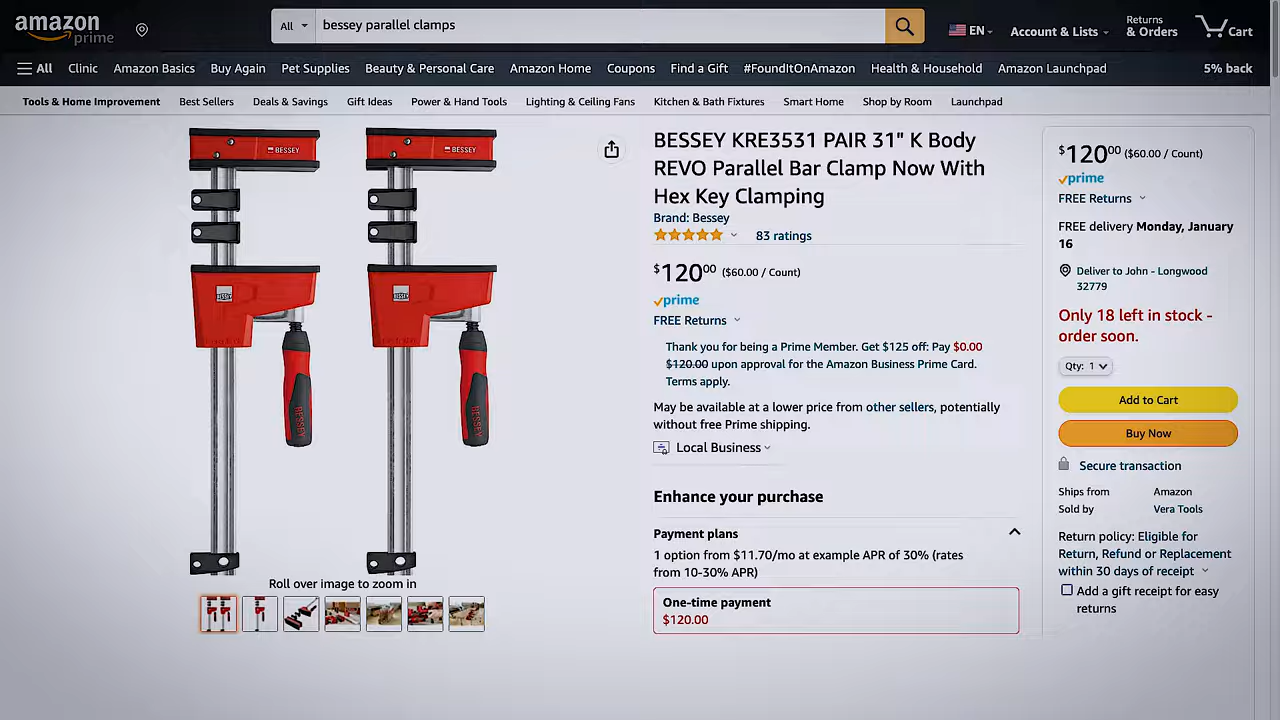 amazon
prime
All
bessey parallel clamps
EN
Account & Lists
Returns
& Orders
Cart
All
Clinic
Amazon Basics
Buy Again
Pet Supplies
Beauty & Personal Care
Amazon Home
Coupons
Find a Gift
#FoundItOnAmazon
Health & Household
Amazon Launchpad
5% back
Tools & Home Improvement
Best Sellers
Deals & Savings
Gift Ideas
Power & Hand Tools
Lighting & Ceiling Fans
Kitchen & Bath Fixtures
Smart Home
Shop by Room
Launchpad
BESSEY
BESSEY
BESSEY
BESSEY
BESSEY
BESSEY
Roll over image to zoom in
BESSEY KRE3531 PAIR 31" K Body
REVO Parallel Bar Clamp Now With
Hex Key Clamping
Brand: Bessey
83 ratings
$120.00 ($60.00 / Count)
prime
FREE Returns
Thank you for being a Prime Member. Get $125 off: Pay $0.00
$120.00 upon approval for the Amazon Business Prime Card.
Terms apply.
May be available at a lower price from other sellers, potentially
without free Prime shipping.
Local Business
Enhance your purchase
Payment plans
1 option from $11.70/mo at example APR of 30% (rates
from 10-30% APR)
One-time payment
$120.00
$120.00 ($60.00 / Count)
prime
FREE Returns
FREE delivery Monday, January
16
Deliver to John - Longwood
32779
Only 18 left in stock -
order soon.
Qty: 1
Add to Cart
Buy Now
Secure transaction
Ships from Amazon
Sold by Vera Tools
Return policy: Eligible for
Return, Refund or Replacement
within 30 days of receipt
Add a gift receipt for easy
returns